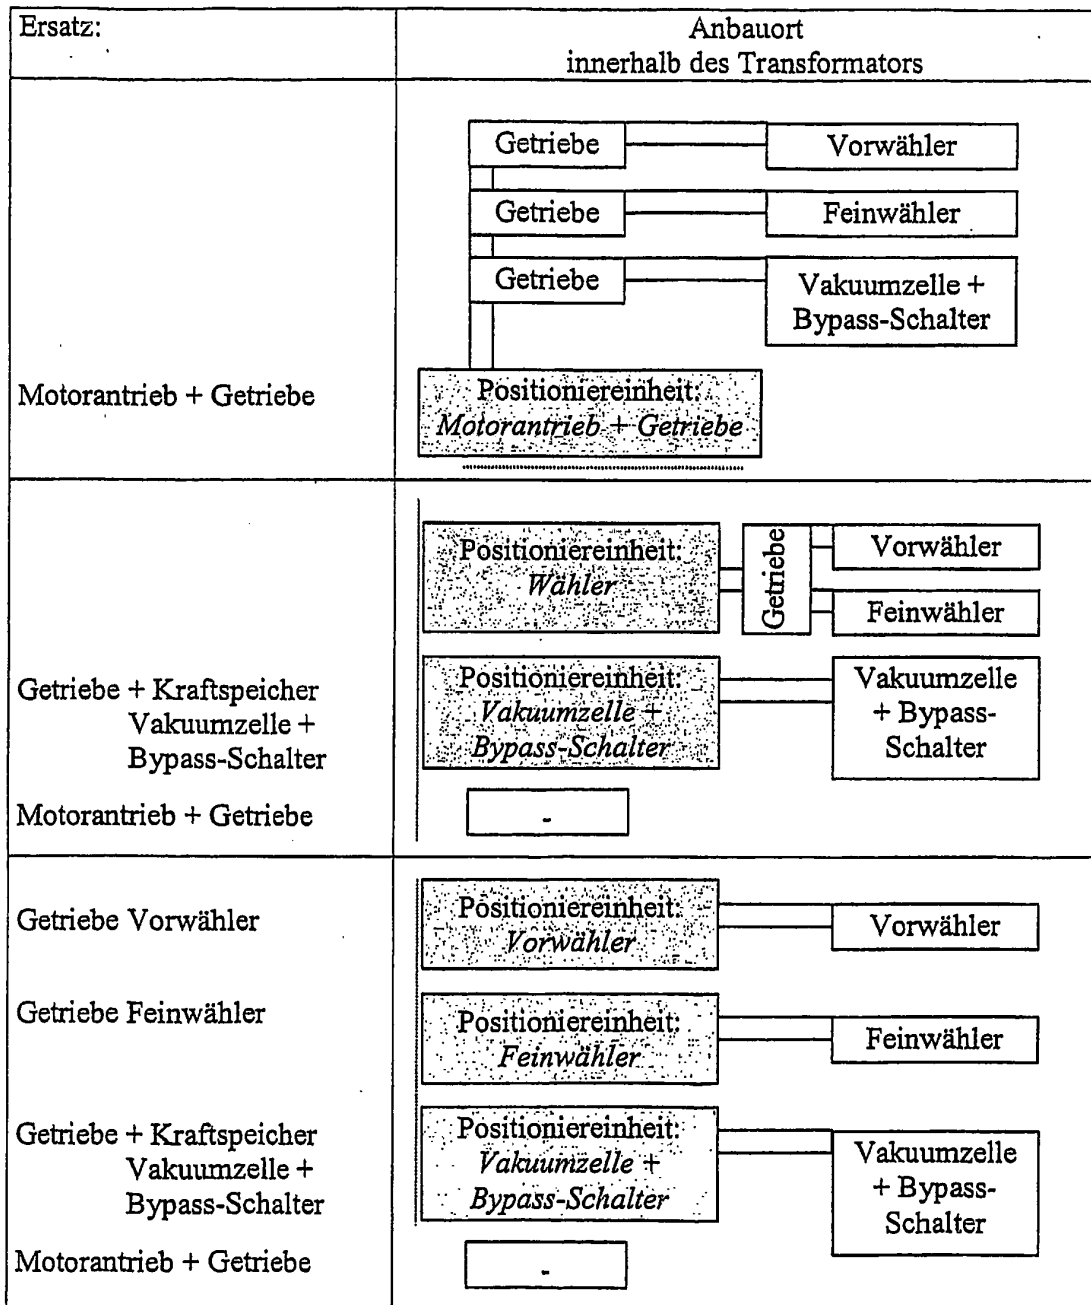 Ersatz:
Anbauort
innerhalb des Transformators
Getriebe
Vorwähler
Getriebe
Feinwähler
Getriebe
Vakuumzelle +
Bypass-Schalter
Motorantrieb + Getriebe
Positioniereinheit:
Motorantrieb + Getriebe
Positioniereinheit:
Wähler
Getriebe
Vorwähler
Feinwähler
Getriebe + Kraftspeicher
Vakuumzelle +
Bypass-Schalter
Positioniereinheit:
Vakuumzelle +
Bypass-Schalter
Vakuumzelle
+ Bypass-
Schalter
Motorantrieb + Getriebe
-
Getriebe Vorwähler
Positioniereinheit:
Vorwähler
Vorwähler
Getriebe Feinwähler
Positioniereinheit:
Feinwähler
Feinwähler
Getriebe + Kraftspeicher
Vakuumzelle +
Bypass-Schalter
Positioniereinheit:
Vakuumzelle +
Bypass-Schalter
Vakuumzelle
+ Bypass-
Schalter
Motorantrieb + Getriebe
-